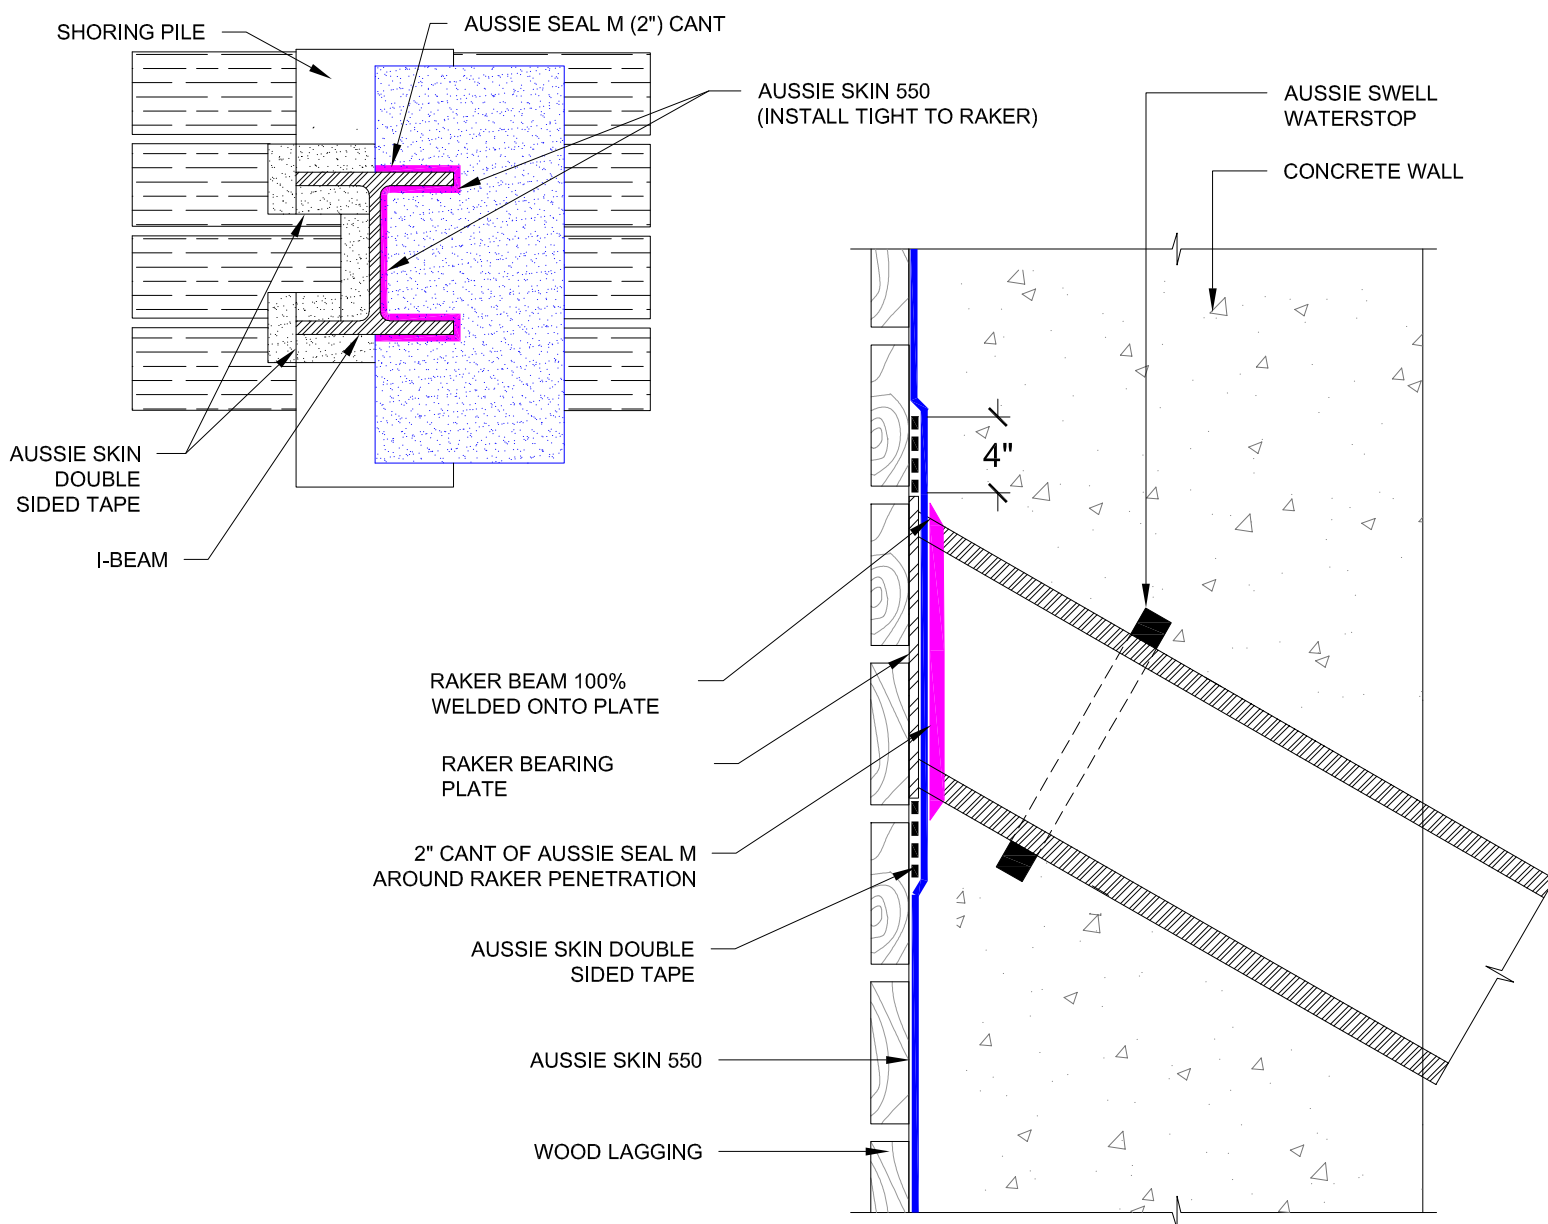 SHORING PILE
AUSSIE SEAL M (2") CANT
AUSSIE SKIN 550
(INSTALL TIGHT TO RAKER)
AUSSIE SWELL
WATERSTOP
CONCRETE WALL
AUSSIE SKIN
DOUBLE
SIDED TAPE
I-BEAM
4"
RAKER BEAM 100%
WELDED ONTO PLATE
RAKER BEARING
PLATE
2" CANT OF AUSSIE SEAL M
AROUND RAKER PENETRATION
AUSSIE SKIN DOUBLE
SIDED TAPE
AUSSIE SKIN 550
WOOD LAGGING